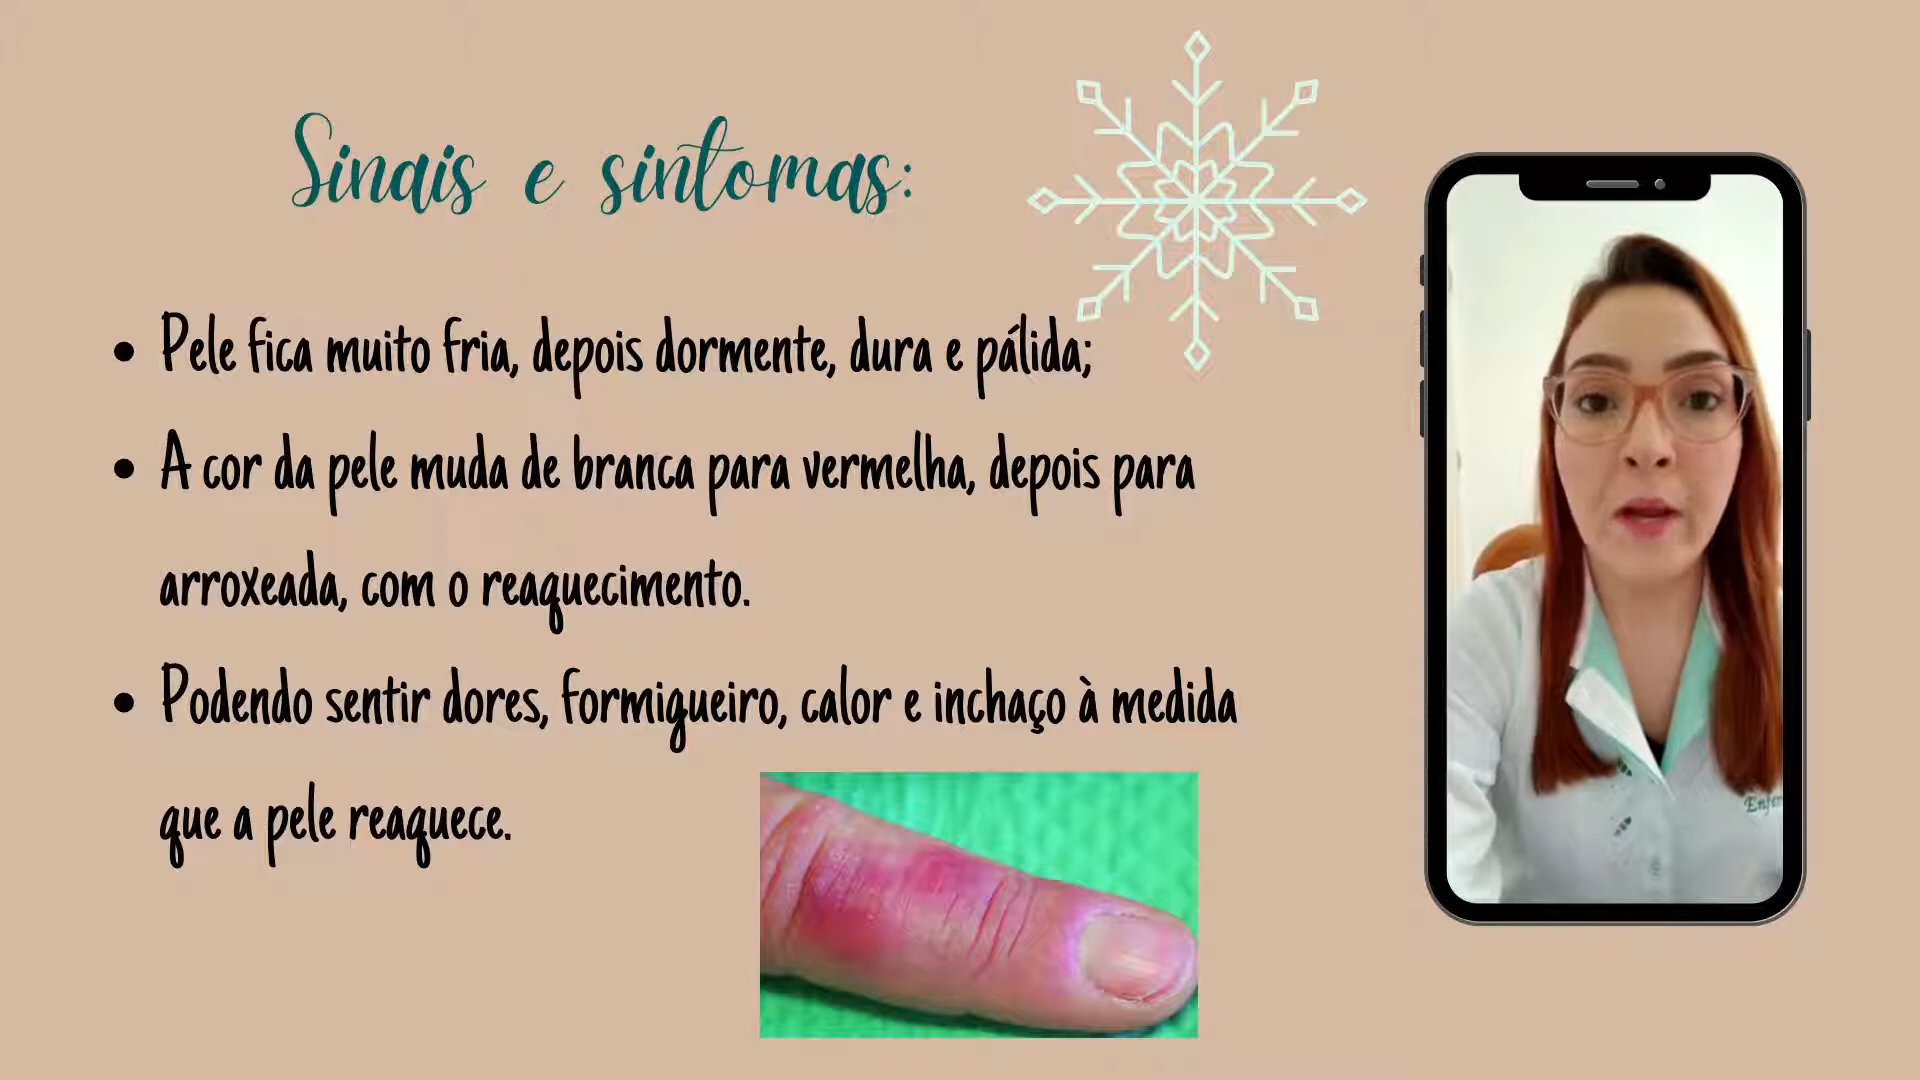 Sinais e sintomas:
• Pele fica muito fria, depois dormente, dura e pálida;
• A cor da pele muda de branca para vermelha, depois para
arroxeada, com o reaquecimento.
• Podendo sentir dores, formigueiro, calor e inchaço à medida
que a pele reaquece.